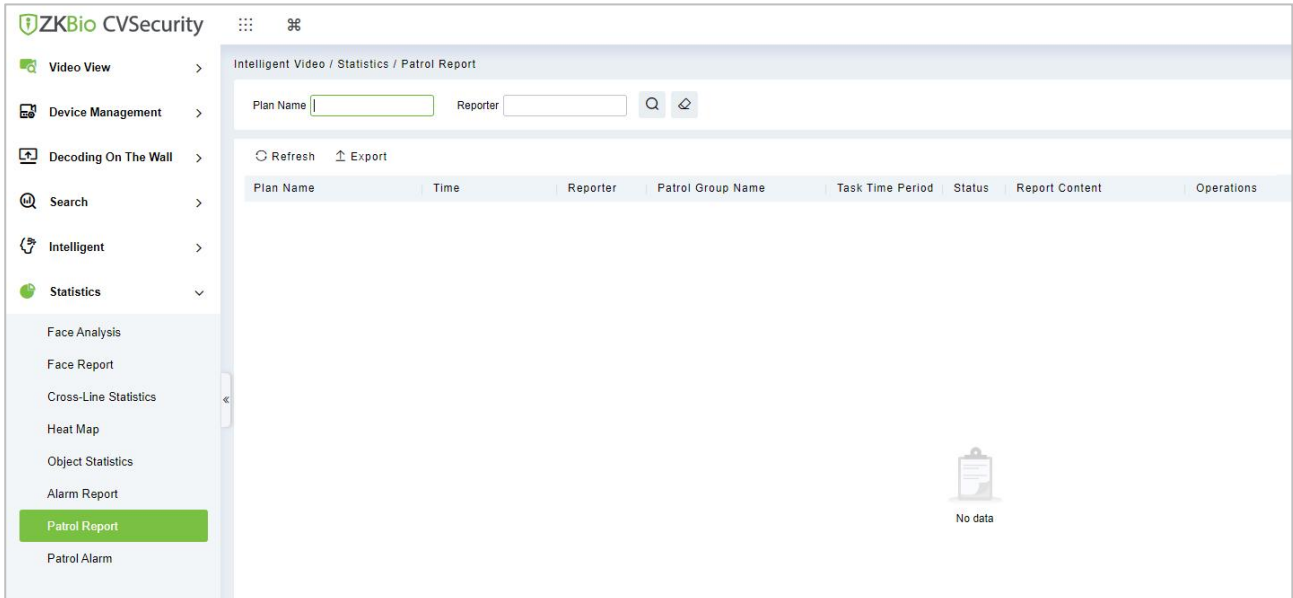 ZKBio CVSecurity
Video View
Device Management
Decoding On The Wall
Search
Intelligent
Statistics
Face Analysis
Face Report
Cross-Line Statistics
Heat Map
Object Statistics
Alarm Report
Patrol Report
Patrol Alarm
Intelligent Video / Statistics / Patrol Report
Plan Name Reporter
Refresh Export
Plan Name Time Reporter Patrol Group Name Task Time Period Status Report Content Operations
No data